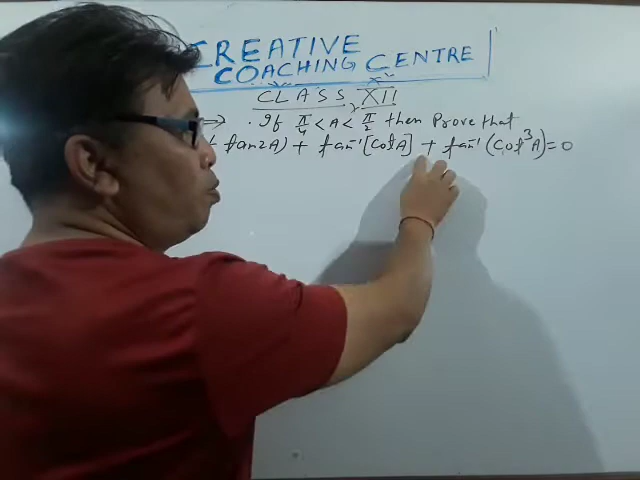 CREATIVE
COACHING CENTRE
CLASS XII
⇒ . If π/4 < A < π/2 then Prove that
tan2A) + tan⁻¹[CotA] + tan⁻¹(Cot³A) = 0